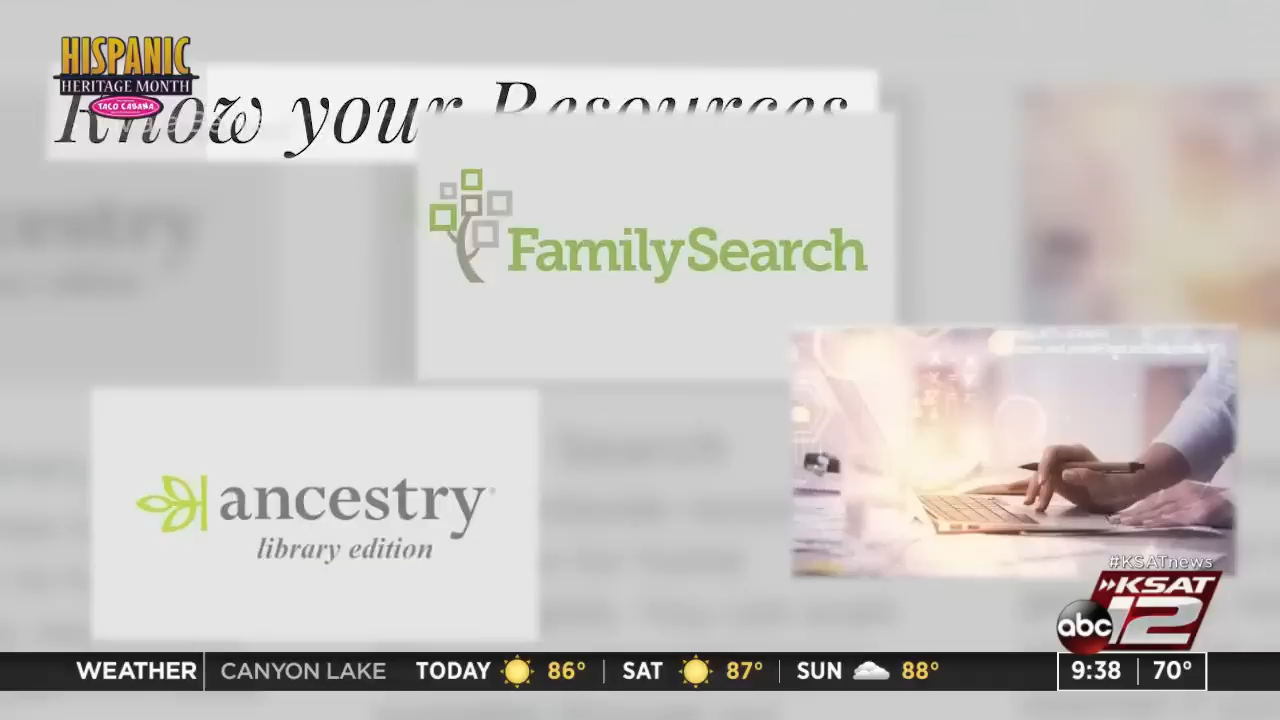 HISPANIC
HERITAGE MONTH
TACO CABANA
Know your Resources
FamilySearch
ancestry
library edition
#KSATnews
KSAT
abc 12
WEATHER CANYON LAKE TODAY 86° SAT 87° SUN 88° 9:38 70°